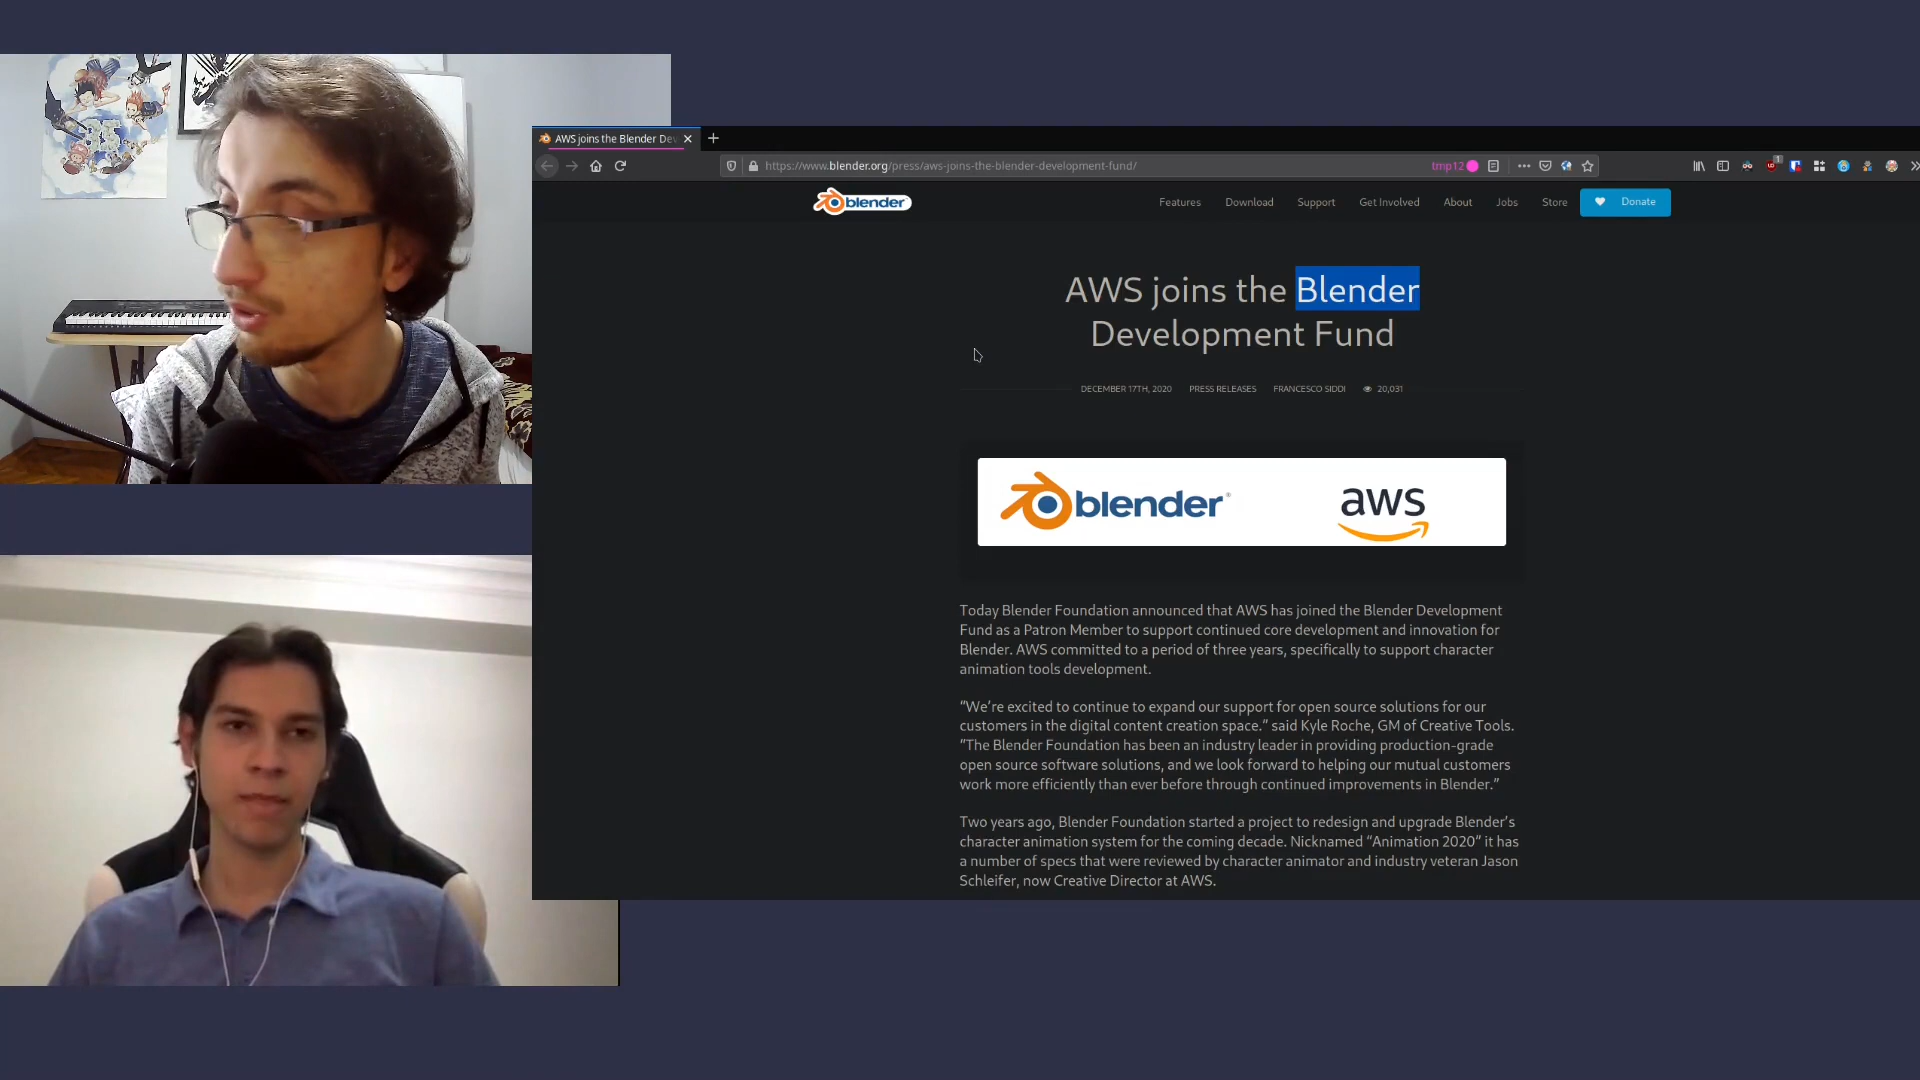 AWS joins the Blender Dev
https://www.blender.org/press/aws-joins-the-blender-development-fund/
tmp12
1
blender
Features
Download
Support
Get Involved
About
Jobs
Store
Donate
AWS joins the Blender
Development Fund
DECEMBER 17TH, 2020 PRESS RELEASES FRANCESCO SIDDI 20,031
blender
aws
Today Blender Foundation announced that AWS has joined the Blender Development
Fund as a Patron Member to support continued core development and innovation for
Blender. AWS committed to a period of three years, specifically to support character
animation tools development.
“We’re excited to continue to expand our support for open source solutions for our
customers in the digital content creation space.” said Kyle Roche, GM of Creative Tools.
“The Blender Foundation has been an industry leader in providing production-grade
open source software solutions, and we look forward to helping our mutual customers
work more efficiently than ever before through continued improvements in Blender.”
Two years ago, Blender Foundation started a project to redesign and upgrade Blender’s
character animation system for the coming decade. Nicknamed “Animation 2020” it has
a number of specs that were reviewed by character animator and industry veteran Jason
Schleifer, now Creative Director at AWS.